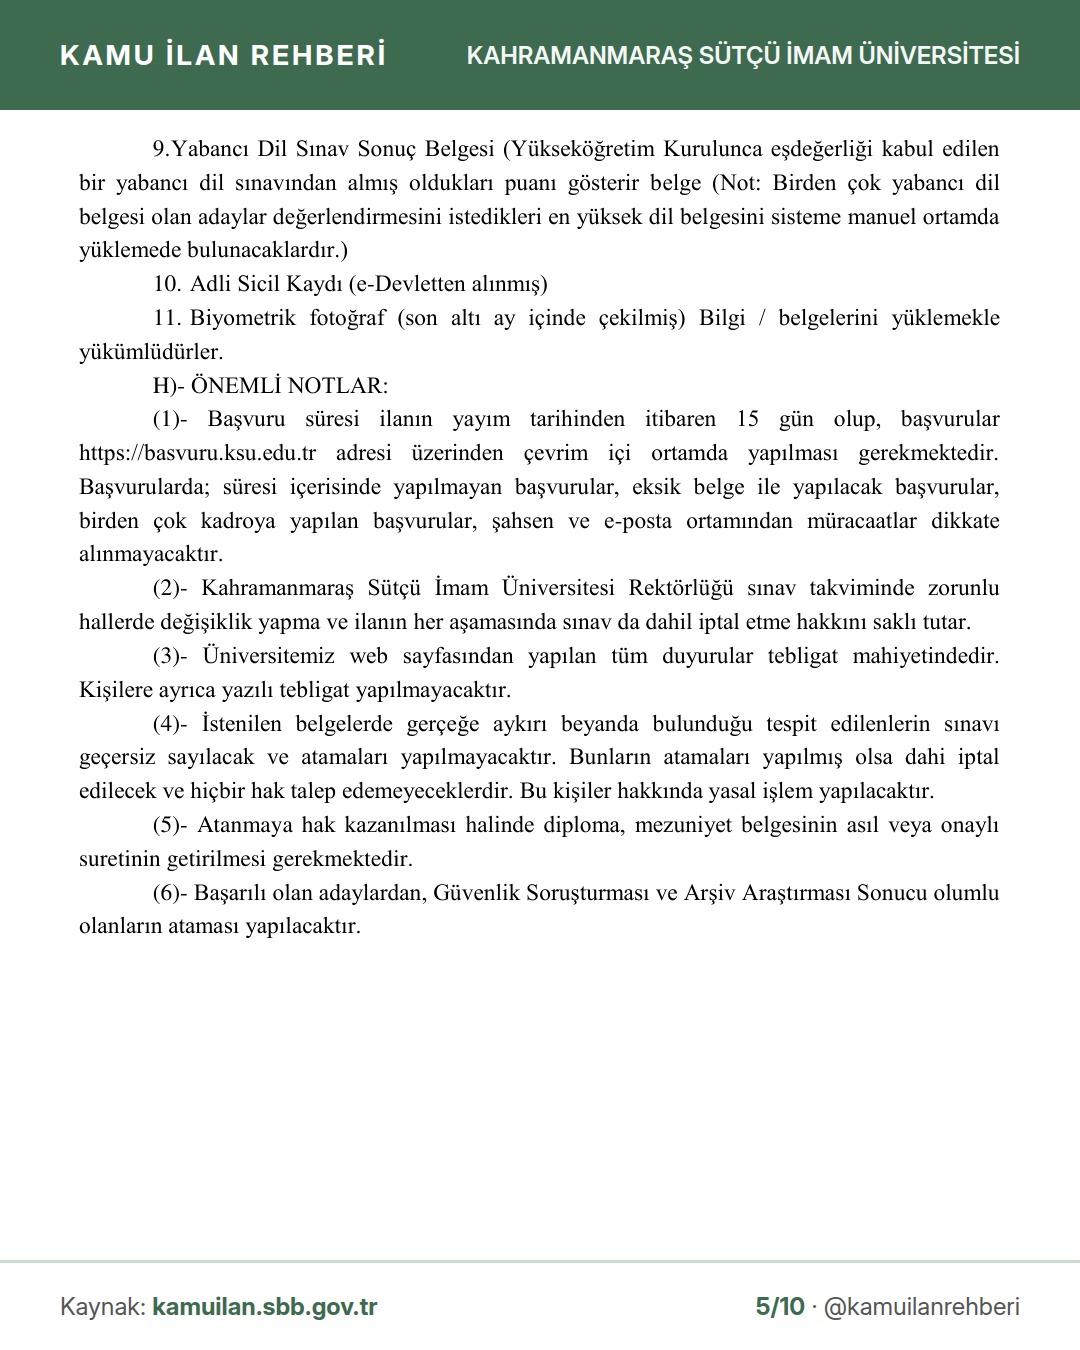 KAMU İLAN REHBERİ
KAHRAMANMARAŞ SÜTÇÜ İMAM ÜNİVERSİTESİ
9.Yabancı Dil Sınav Sonuç Belgesi (Yükseköğretim Kurulunca eşdeğerliği kabul edilen
bir yabancı dil sınavından almış oldukları puanı gösterir belge (Not: Birden çok yabancı dil
belgesi olan adaylar değerlendirmesini istedikleri en yüksek dil belgesini sisteme manuel ortamda
yüklemede bulunacaklardır.)
10. Adli Sicil Kaydı (e-Devletten alınmış)
11. Biyometrik fotoğraf (son altı ay içinde çekilmiş) Bilgi / belgelerini yüklemekle
yükümlüdürler.
H)- ÖNEMLİ NOTLAR:
(1)- Başvuru süresi ilanın yayım tarihinden itibaren 15 gün olup, başvurular
https://basvuru.ksu.edu.tr adresi üzerinden çevrim içi ortamda yapılması gerekmektedir.
Başvurularda; süresi içerisinde yapılmayan başvurular, eksik belge ile yapılacak başvurular,
birden çok kadroya yapılan başvurular, şahsen ve e-posta ortamından müracaatlar dikkate
alınmayacaktır.
(2)- Kahramanmaraş Sütçü İmam Üniversitesi Rektörlüğü sınav takviminde zorunlu
hallerde değişiklik yapma ve ilanın her aşamasında sınav da dahil iptal etme hakkını saklı tutar.
(3)- Üniversitemiz web sayfasından yapılan tüm duyurular tebligat mahiyetindedir.
Kişilere ayrıca yazılı tebligat yapılmayacaktır.
(4)- İstenilen belgelerde gerçeğe aykırı beyanda bulunduğu tespit edilenlerin sınavı
geçersiz sayılacak ve atamaları yapılmayacaktır. Bunların atamaları yapılmış olsa dahi iptal
edilecek ve hiçbir hak talep edemeyeceklerdir. Bu kişiler hakkında yasal işlem yapılacaktır.
(5)- Atanmaya hak kazanılması halinde diploma, mezuniyet belgesinin asıl veya onaylı
suretinin getirilmesi gerekmektedir.
(6)- Başarılı olan adaylardan, Güvenlik Soruşturması ve Arşiv Araştırması Sonucu olumlu
olanların ataması yapılacaktır.
Kaynak: kamuilan.sbb.gov.tr
5/10 · @kamuilanrehberi